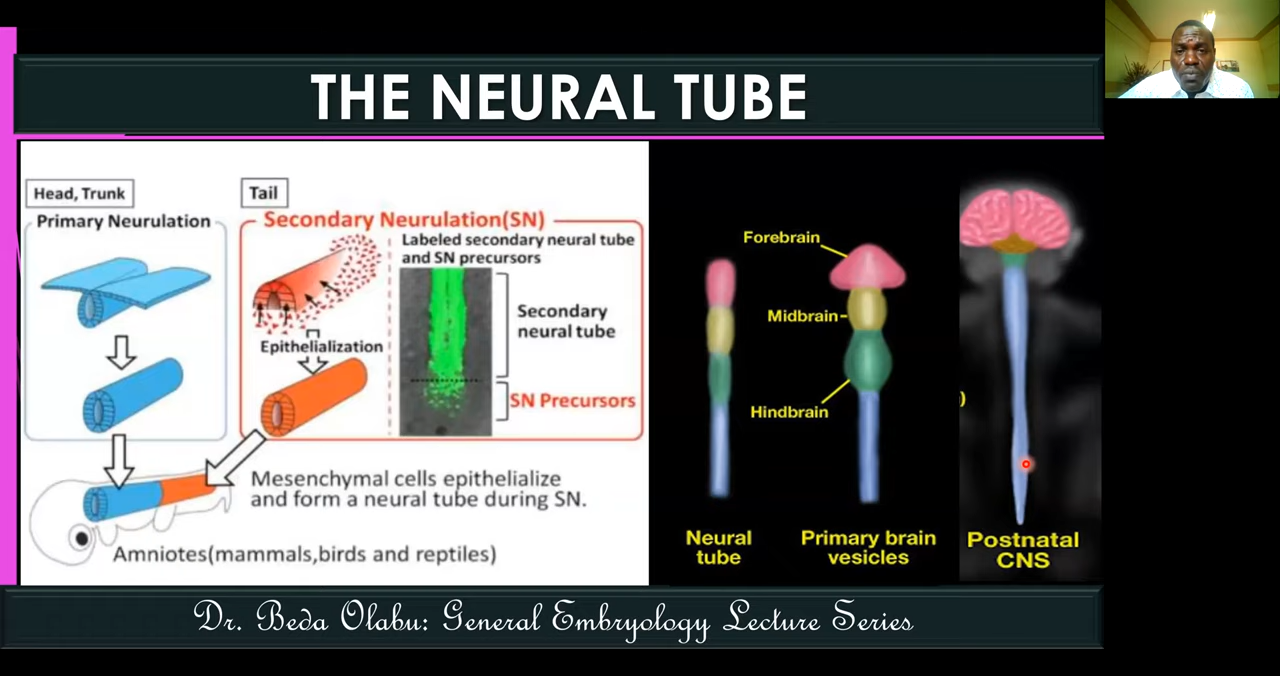 THE NEURAL TUBE
Head, Trunk
Primary Neurulation
Tail
Secondary Neurulation(SN)
Labeled secondary neural tube
and SN precursors
Epithelialization
Secondary
neural tube
SN Precursors
Mesenchymal cells epithelialize
and form a neural tube during SN.
Amniotes(mammals,birds and reptiles)
Forebrain
Midbrain
Hindbrain
)
Neural
tube
Primary brain
vesicles
Postnatal
CNS
Dr. Beda Olabu: General Embryology Lecture Series